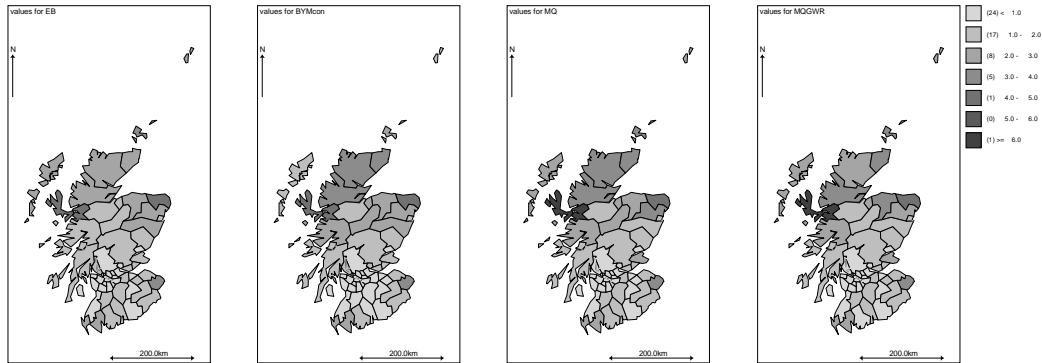 values for EB
N
200.0km
values for BYMcon
N
200.0km
values for MQ
N
200.0km
values for MQGWR
N
200.0km
(24) < 1.0
(17) 1.0 - 2.0
(8) 2.0 - 3.0
(5) 3.0 - 4.0
(1) 4.0 - 5.0
(0) 5.0 - 6.0
(1) >= 6.0